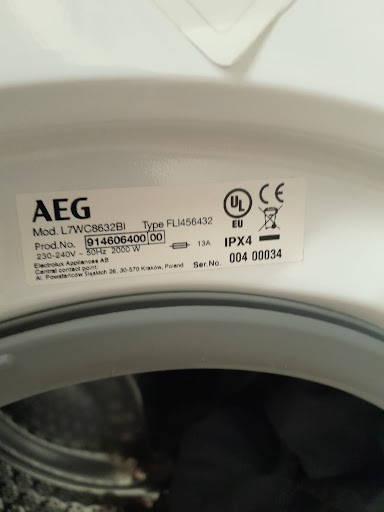 AEG
Mod. L7WC8632BI Type FLI456432
Prod.No. 914606400 00
230-240V ~ 50Hz 2000 W 13A
Electrolux Appliances AB
Central contact point:
Al. Powstańców Śląskich 26, 30-570 Kraków, Poland
UL
EU
CE
IPX4
Ser.No. 004 00034